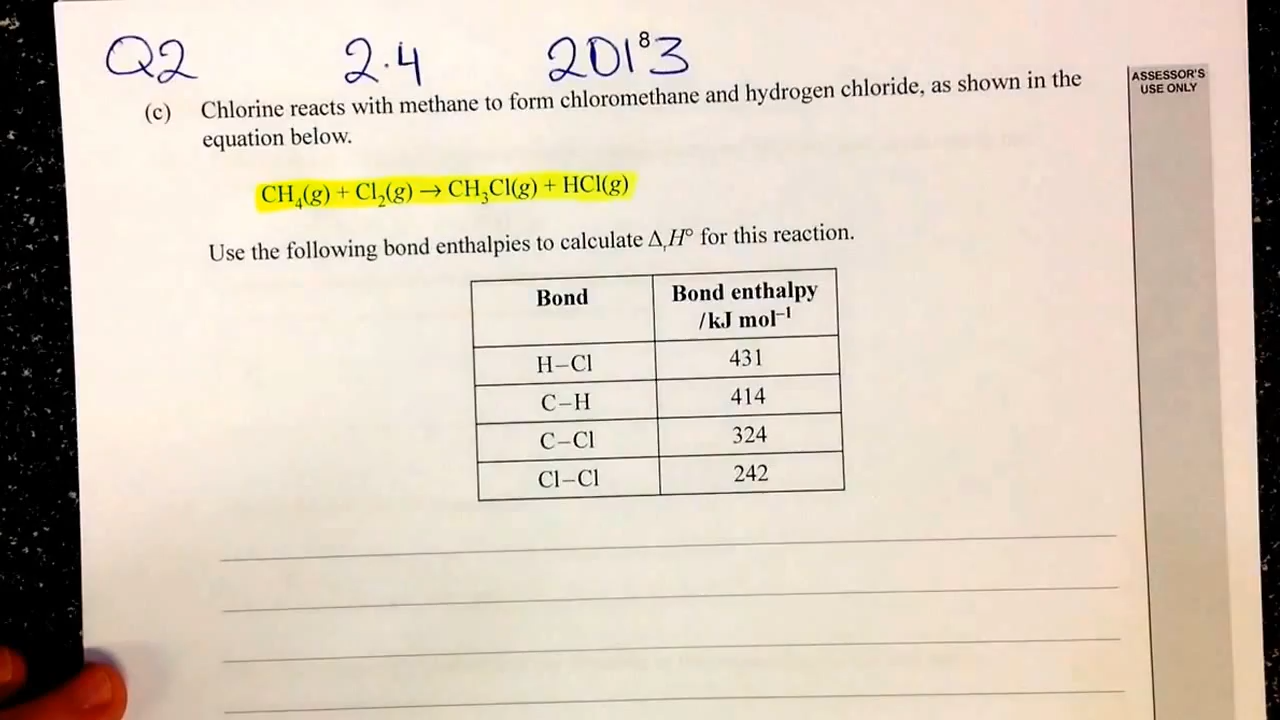 Q2 2.4 2013
8
ASSESSOR'S
USE ONLY
(c) Chlorine reacts with methane to form chloromethane and hydrogen chloride, as shown in the
equation below.
CH₄(g) + Cl₂(g) → CH₃Cl(g) + HCl(g)
Use the following bond enthalpies to calculate ΔᵣH° for this reaction.
Bond Bond enthalpy
/kJ mol⁻¹
H–Cl 431
C–H 414
C–Cl 324
Cl–Cl 242